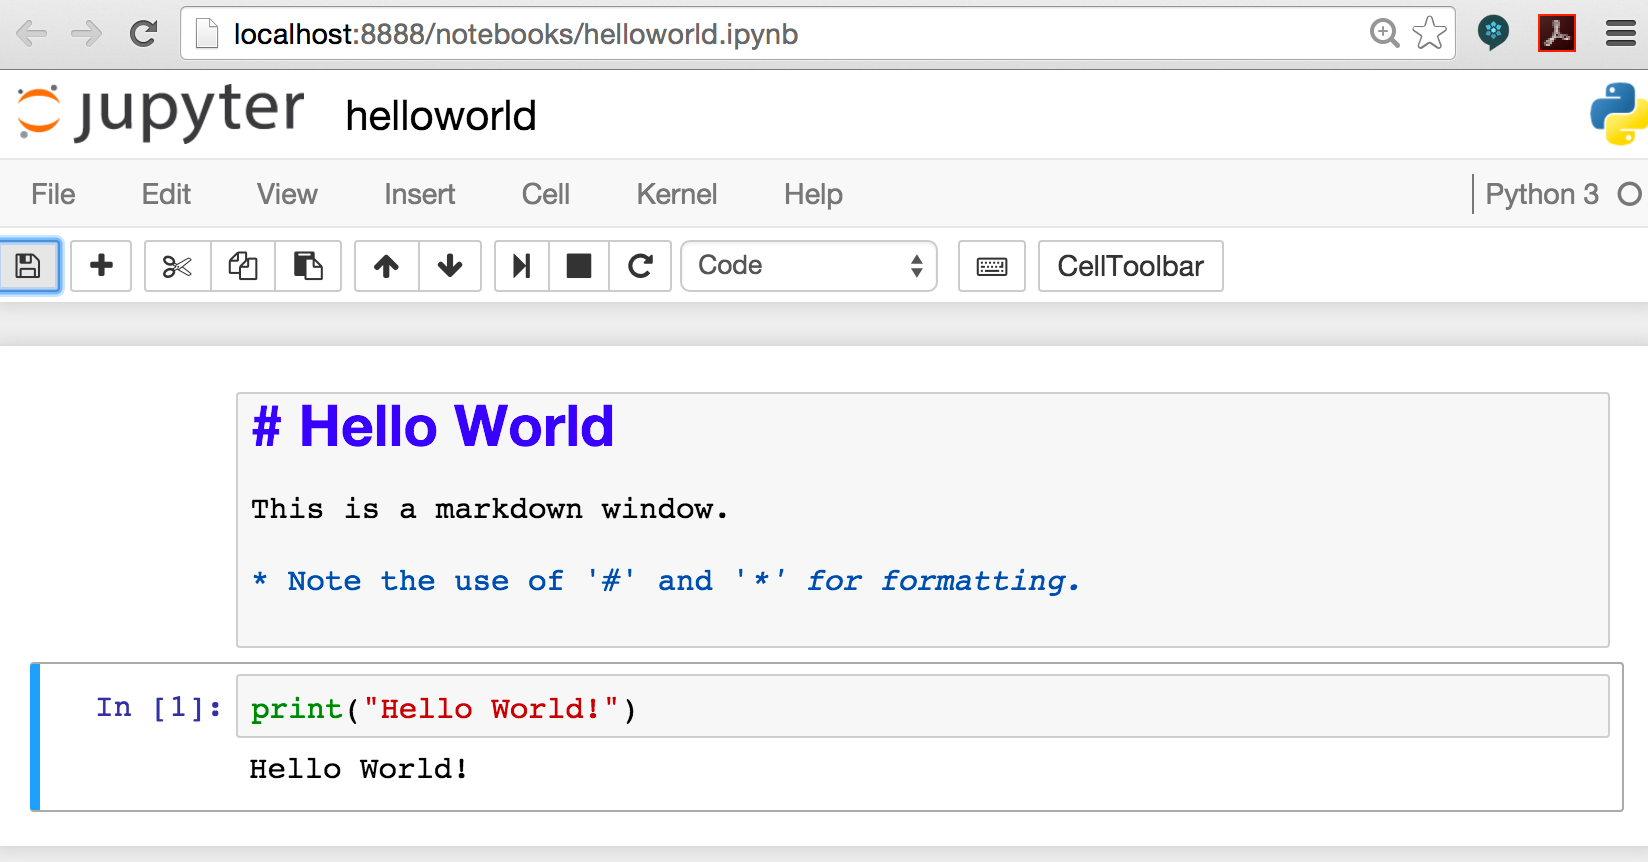 localhost:8888/notebooks/helloworld.ipynb
jupyter helloworld
File Edit View Insert Cell Kernel Help Python 3
Code CellToolbar
# Hello World
This is a markdown window.
* Note the use of '#' and '*' for formatting.
In [1]: print("Hello World!")
Hello World!